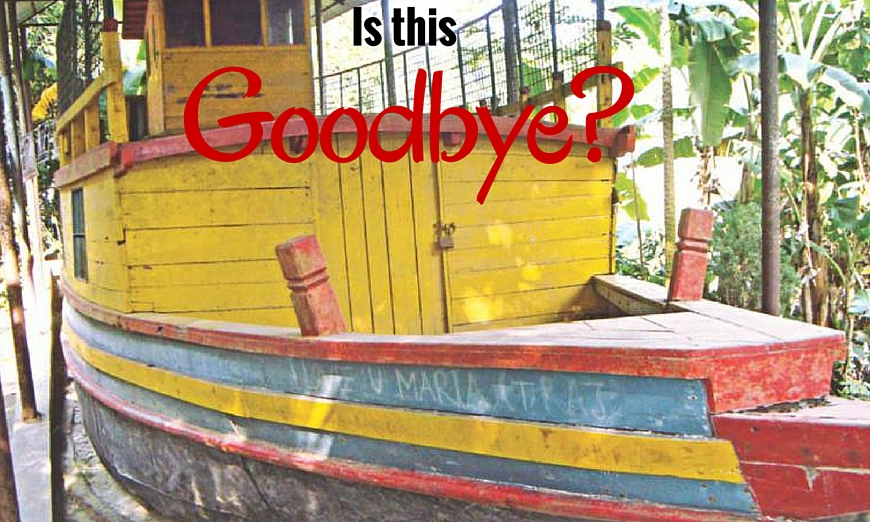 Is this
Goodbye?
U MARIA